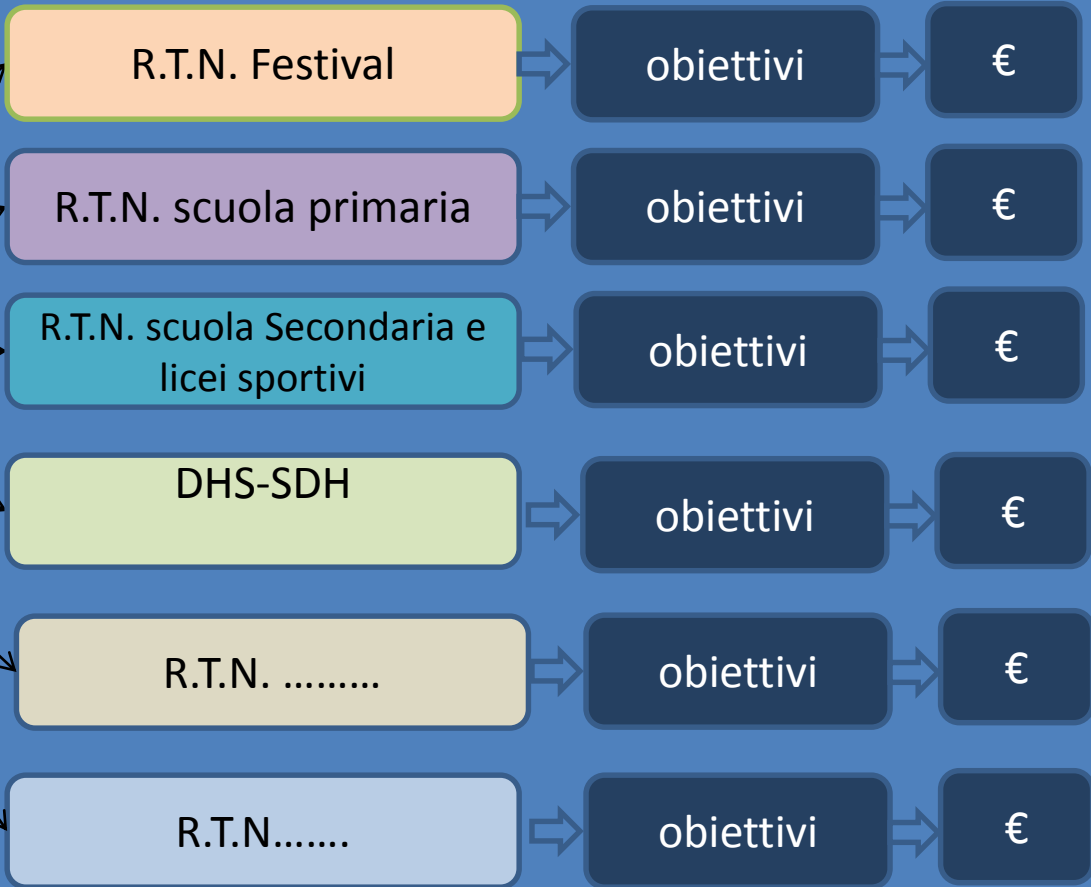 R.T.N. Festival obiettivi €
R.T.N. scuola primaria obiettivi €
R.T.N. scuola Secondaria e
licei sportivi obiettivi €
DHS-SDH obiettivi €
R.T.N. ……… obiettivi €
R.T.N……. obiettivi €